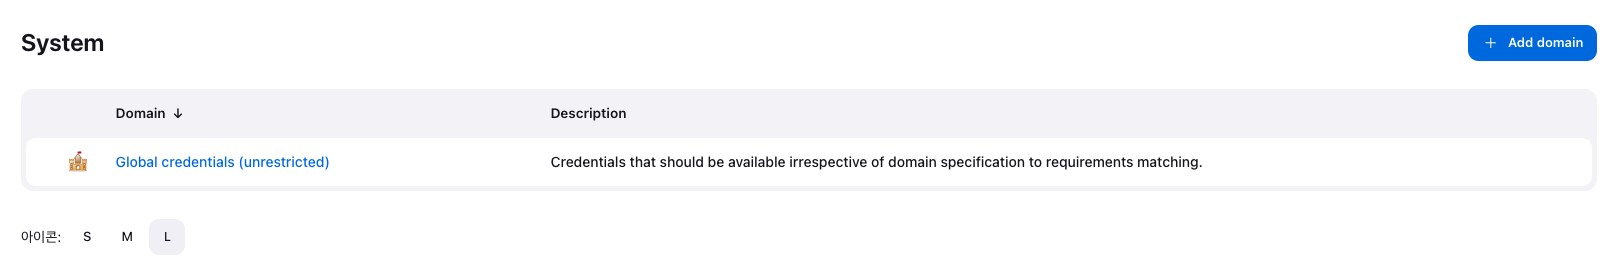 System
Add domain
Domain ↓ Description
Global credentials (unrestricted) Credentials that should be available irrespective of domain specification to requirements matching.
아이콘: S M L